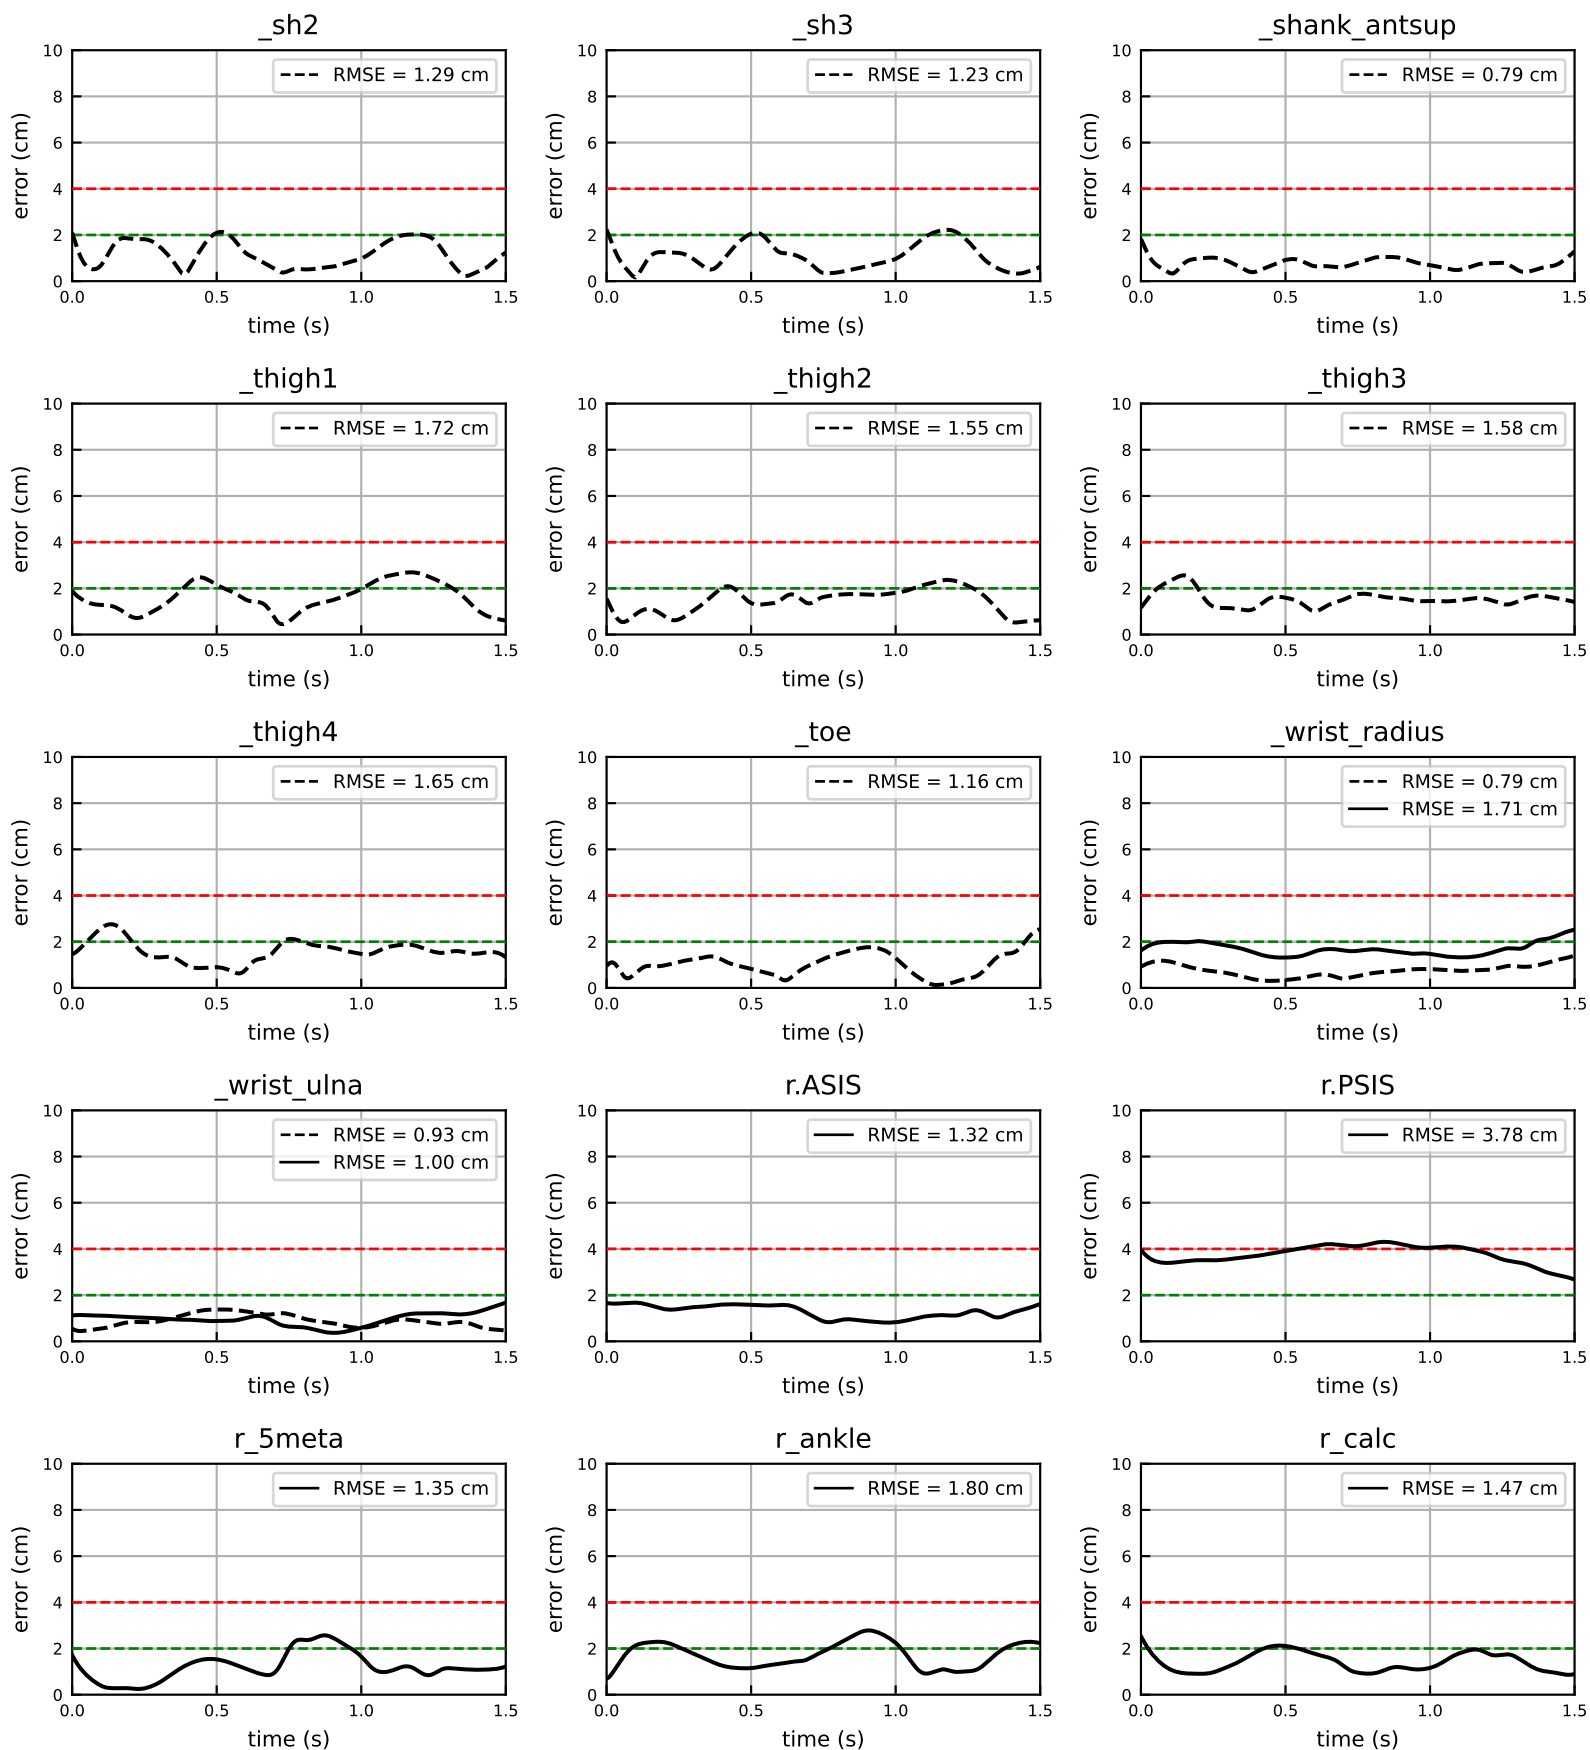 _sh2
_sh3
_shank_antsup
10
8
6
4
2
0
error (cm)
RMSE = 1.29 cm
0.0 0.5 1.0 1.5
time (s)
10
8
6
4
2
0
error (cm)
RMSE = 1.23 cm
0.0 0.5 1.0 1.5
time (s)
10
8
6
4
2
0
error (cm)
RMSE = 0.79 cm
0.0 0.5 1.0 1.5
time (s)
_thigh1
_thigh2
_thigh3
10
8
6
4
2
0
error (cm)
RMSE = 1.72 cm
0.0 0.5 1.0 1.5
time (s)
10
8
6
4
2
0
error (cm)
RMSE = 1.55 cm
0.0 0.5 1.0 1.5
time (s)
10
8
6
4
2
0
error (cm)
RMSE = 1.58 cm
0.0 0.5 1.0 1.5
time (s)
_thigh4
_toe
_wrist_radius
10
8
6
4
2
0
error (cm)
RMSE = 1.65 cm
0.0 0.5 1.0 1.5
time (s)
10
8
6
4
2
0
error (cm)
RMSE = 1.16 cm
0.0 0.5 1.0 1.5
time (s)
10
8
6
4
2
0
error (cm)
RMSE = 0.79 cm
RMSE = 1.71 cm
0.0 0.5 1.0 1.5
time (s)
_wrist_ulna
r.ASIS
r.PSIS
10
8
6
4
2
0
error (cm)
RMSE = 0.93 cm
RMSE = 1.00 cm
0.0 0.5 1.0 1.5
time (s)
10
8
6
4
2
0
error (cm)
RMSE = 1.32 cm
0.0 0.5 1.0 1.5
time (s)
10
8
6
4
2
0
error (cm)
RMSE = 3.78 cm
0.0 0.5 1.0 1.5
time (s)
r_5meta
r_ankle
r_calc
10
8
6
4
2
0
error (cm)
RMSE = 1.35 cm
0.0 0.5 1.0 1.5
time (s)
10
8
6
4
2
0
error (cm)
RMSE = 1.80 cm
0.0 0.5 1.0 1.5
time (s)
10
8
6
4
2
0
error (cm)
RMSE = 1.47 cm
0.0 0.5 1.0 1.5
time (s)